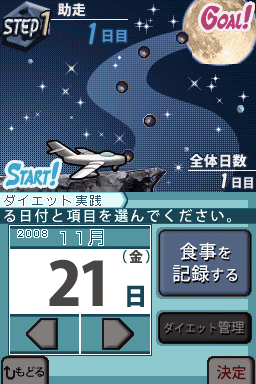 STEP1
助走
1日目
GOAL!
START!
全体日数
1日目
ダイエット実践
る日付と項目を選んでください。
2008
11月
(金)
21日
食事を
記録する
ダイエット管理
もどる
決定